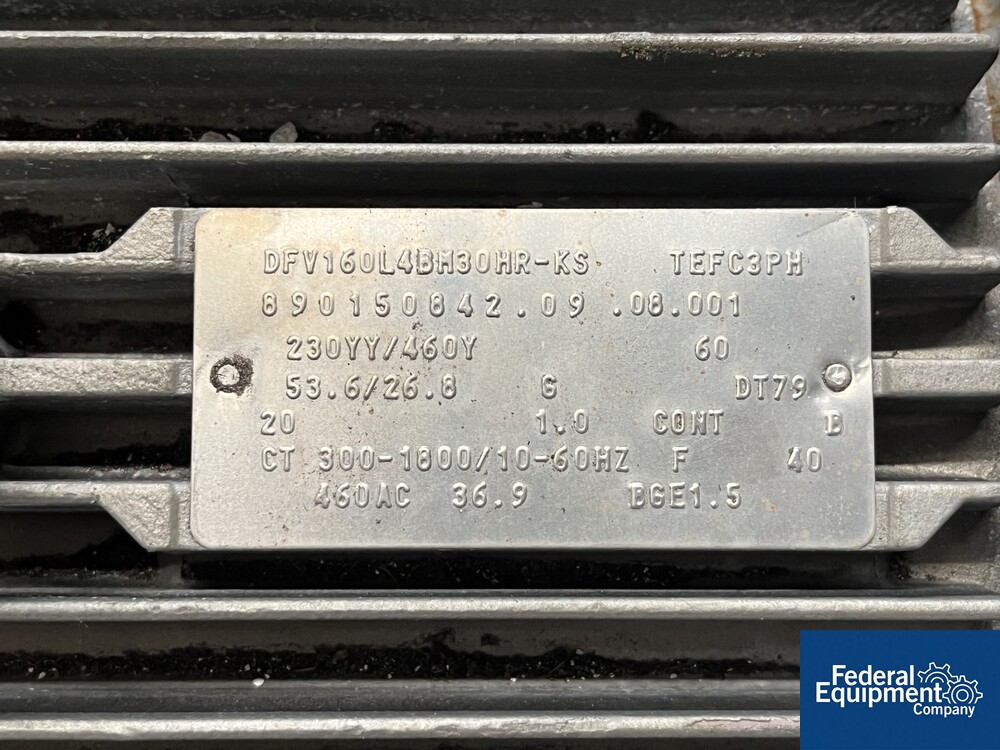 DFV160L4BM30HR-KS TEFC3PH
890150842.09 .08.001
230YY/460Y 60
53.6/26.8 G DT79
20 1.0 CONT B
CT 300-1800/10-60HZ F 40
460AC 36.9 BGE1.5
Federal
Equipment
Company